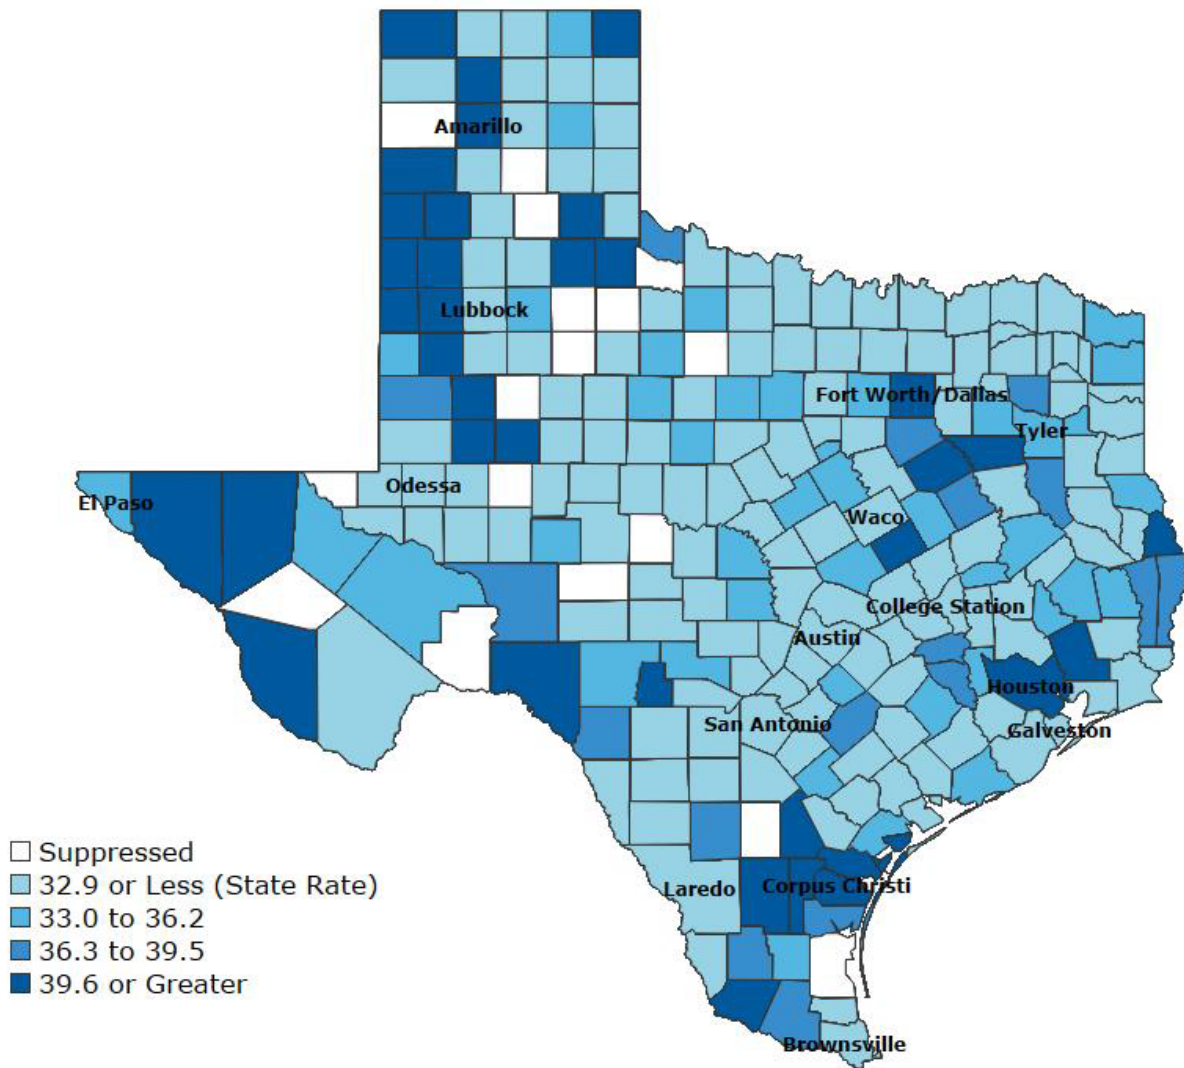 Amarillo
Lubbock
Fort Worth/Dallas
Tyler
Odessa
El Paso
Waco
College Station
Austin
Houston
San Antonio
Galveston
Suppressed
32.9 or Less (State Rate)
33.0 to 36.2
36.3 to 39.5
39.6 or Greater
Laredo
Corpus Christi
Brownsville